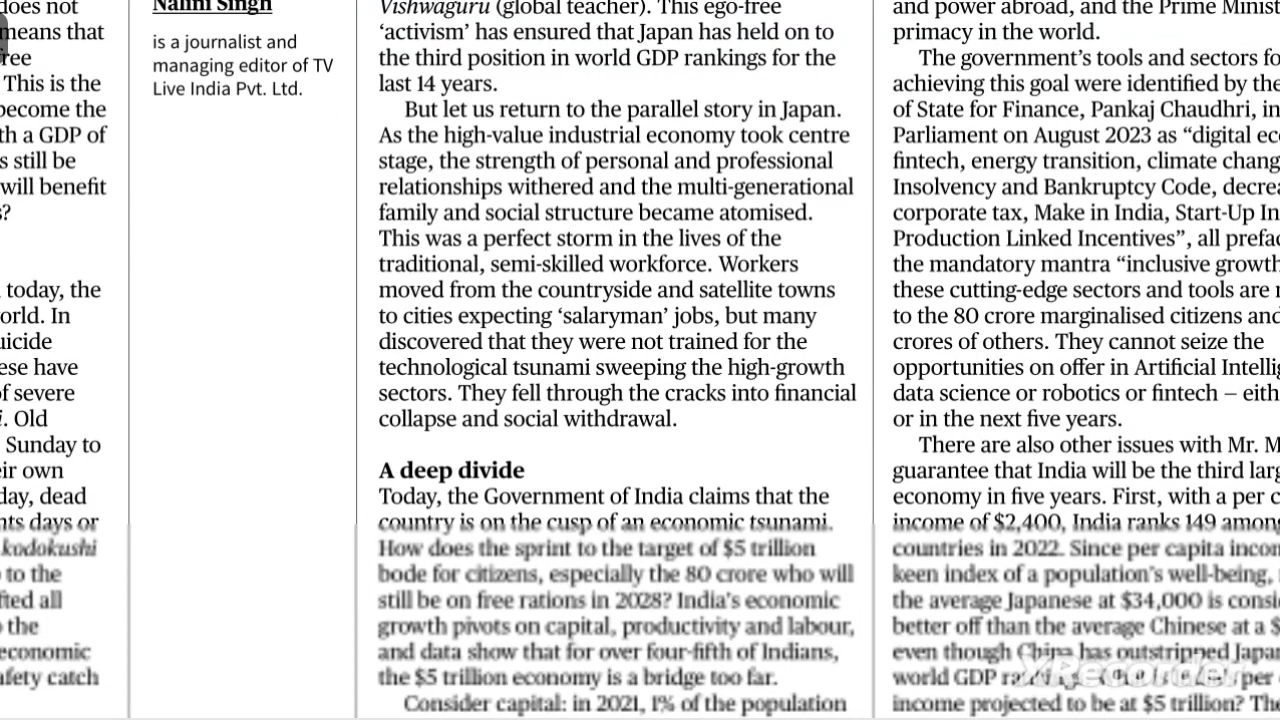 does not
means that
ree
This is the
become the
th a GDP of
s still be
will benefit
s?
today, the
orld. In
uicide
ese have
of severe
i. Old
Sunday to
eir own
day, dead
nts days or
kodokushi
to the
fted all
the
economic
afety catch
Nalini Singh
is a journalist and
managing editor of TV
Live India Pvt. Ltd.
Vishwaguru (global teacher). This ego-free
‘activism’ has ensured that Japan has held on to
the third position in world GDP rankings for the
last 14 years.
But let us return to the parallel story in Japan.
As the high-value industrial economy took centre
stage, the strength of personal and professional
relationships withered and the multi-generational
family and social structure became atomised.
This was a perfect storm in the lives of the
traditional, semi-skilled workforce. Workers
moved from the countryside and satellite towns
to cities expecting ‘salaryman’ jobs, but many
discovered that they were not trained for the
technological tsunami sweeping the high-growth
sectors. They fell through the cracks into financial
collapse and social withdrawal.
A deep divide
Today, the Government of India claims that the
country is on the cusp of an economic tsunami.
How does the sprint to the target of $5 trillion
bode for citizens, especially the 80 crore who will
still be on free rations in 2028? India’s economic
growth pivots on capital, productivity and labour,
and data show that for over four-fifth of Indians,
the $5 trillion economy is a bridge too far.
Consider capital: in 2021, 1% of the population
and power abroad, and the Prime Minist
primacy in the world.
The government’s tools and sectors fo
achieving this goal were identified by the
of State for Finance, Pankaj Chaudhri, in
Parliament on August 2023 as “digital eco
fintech, energy transition, climate chang
Insolvency and Bankruptcy Code, decrea
corporate tax, Make in India, Start-Up In
Production Linked Incentives”, all prefac
the mandatory mantra “inclusive growth
these cutting-edge sectors and tools are
to the 80 crore marginalised citizens and
crores of others. They cannot seize the
opportunities on offer in Artificial Intellig
data science or robotics or fintech – eith
or in the next five years.
There are also other issues with Mr. M
guarantee that India will be the third larg
economy in five years. First, with a per c
income of $2,400, India ranks 149 among
countries in 2022. Since per capita incom
keen index of a population’s well-being,
the average Japanese at $34,000 is consi
better off than the average Chinese at a $
even though China has outstripped Japan
world GDP per
income projected to be at $5 trillion? The
XRecorder